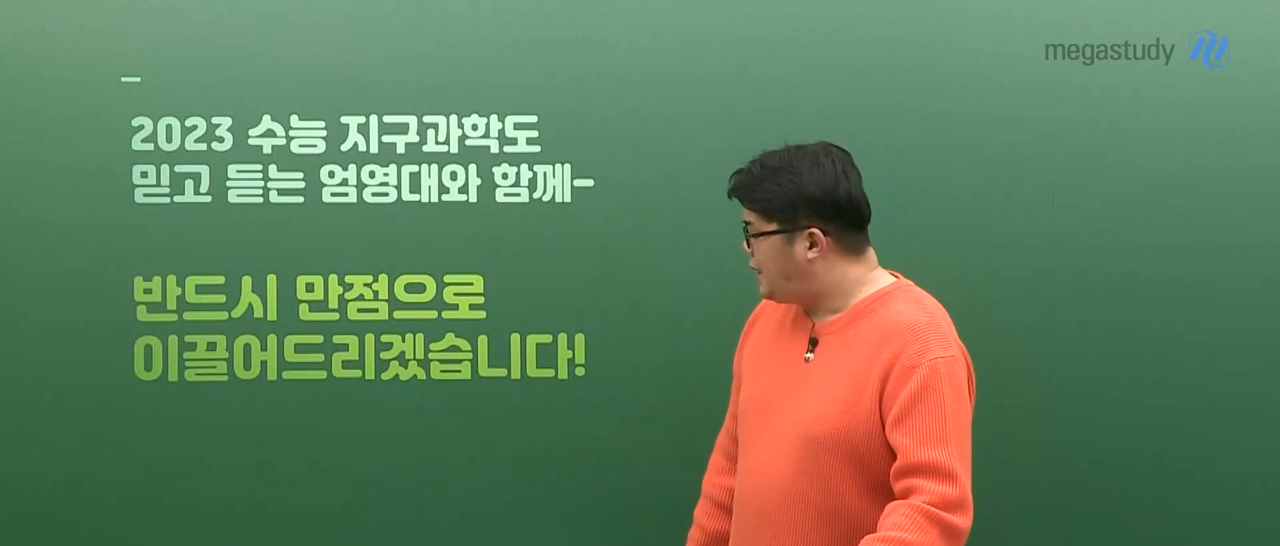 megastudy
2023 수능 지구과학도
믿고 듣는 엄영대와 함께-
반드시 만점으로
이끌어드리겠습니다!